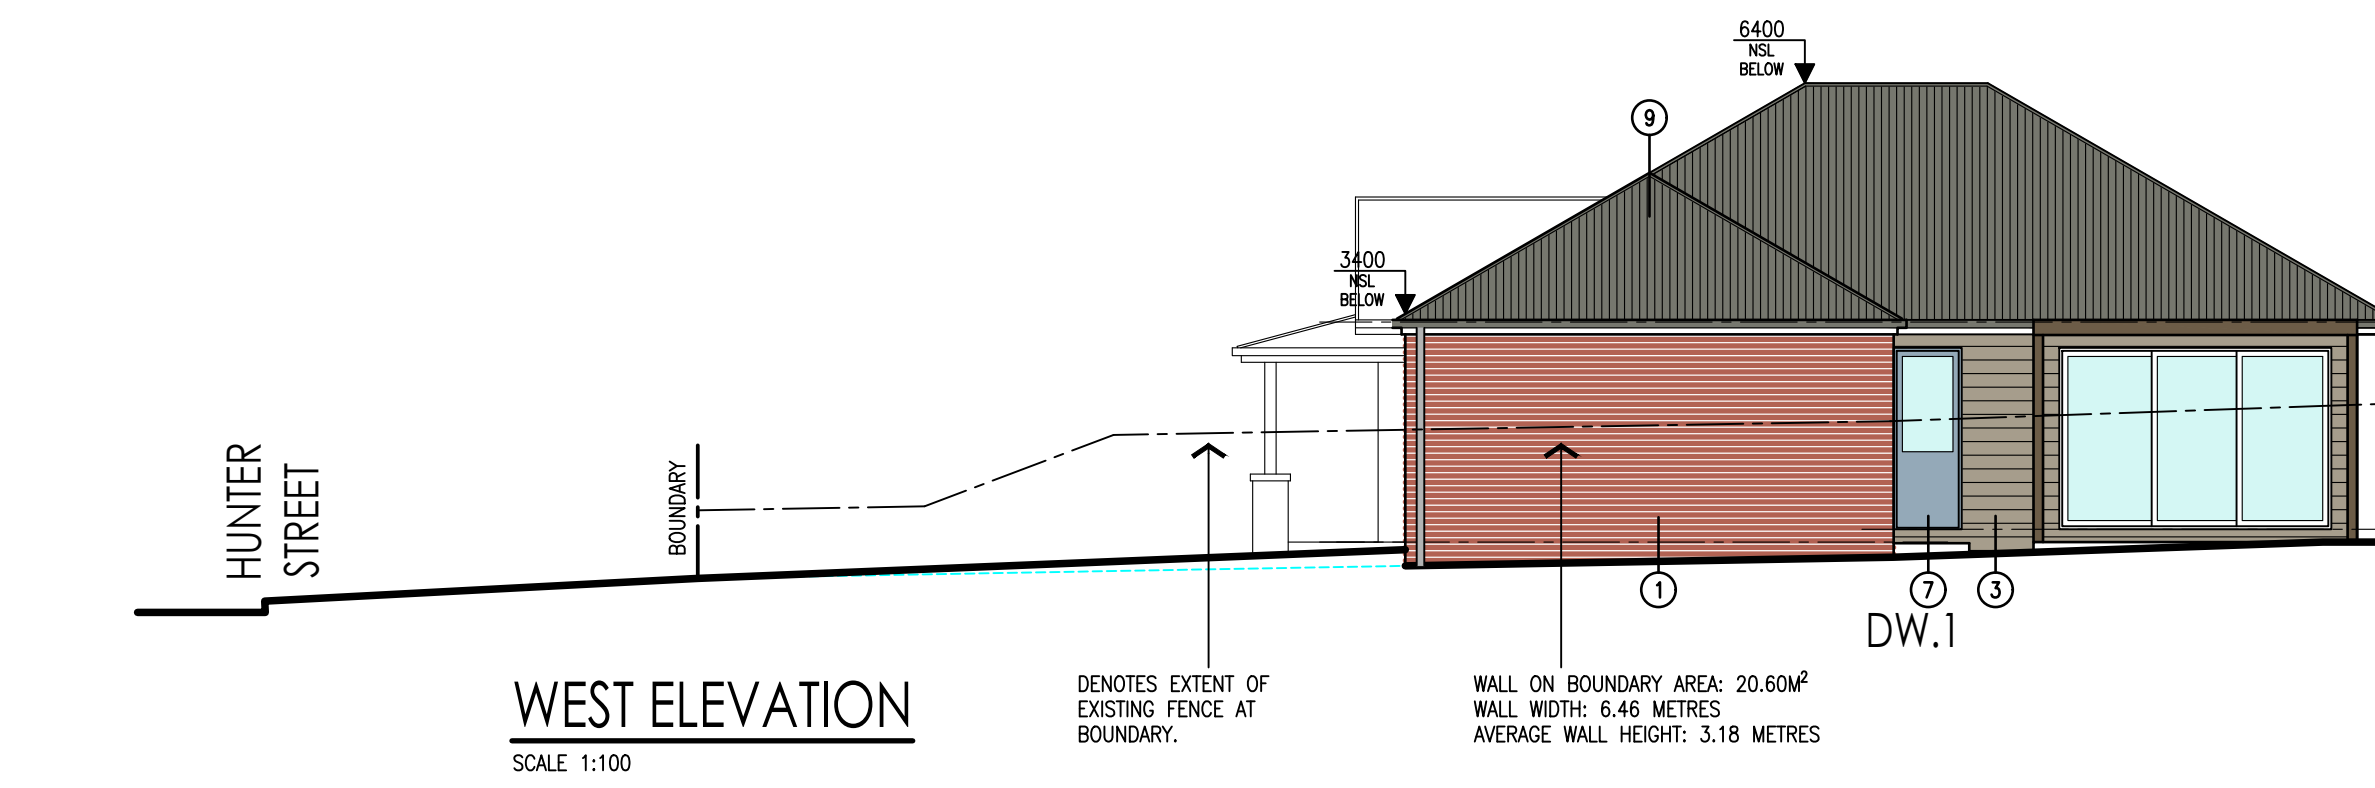 6400
NSL
BELOW
9
3400
NSL
BELOW
HUNTER
STREET
BOUNDARY
1
7
3
DW.1
WEST ELEVATION
SCALE 1:100
DENOTES EXTENT OF
EXISTING FENCE AT
BOUNDARY.
WALL ON BOUNDARY AREA: 20.60M²
WALL WIDTH: 6.46 METRES
AVERAGE WALL HEIGHT: 3.18 METRES